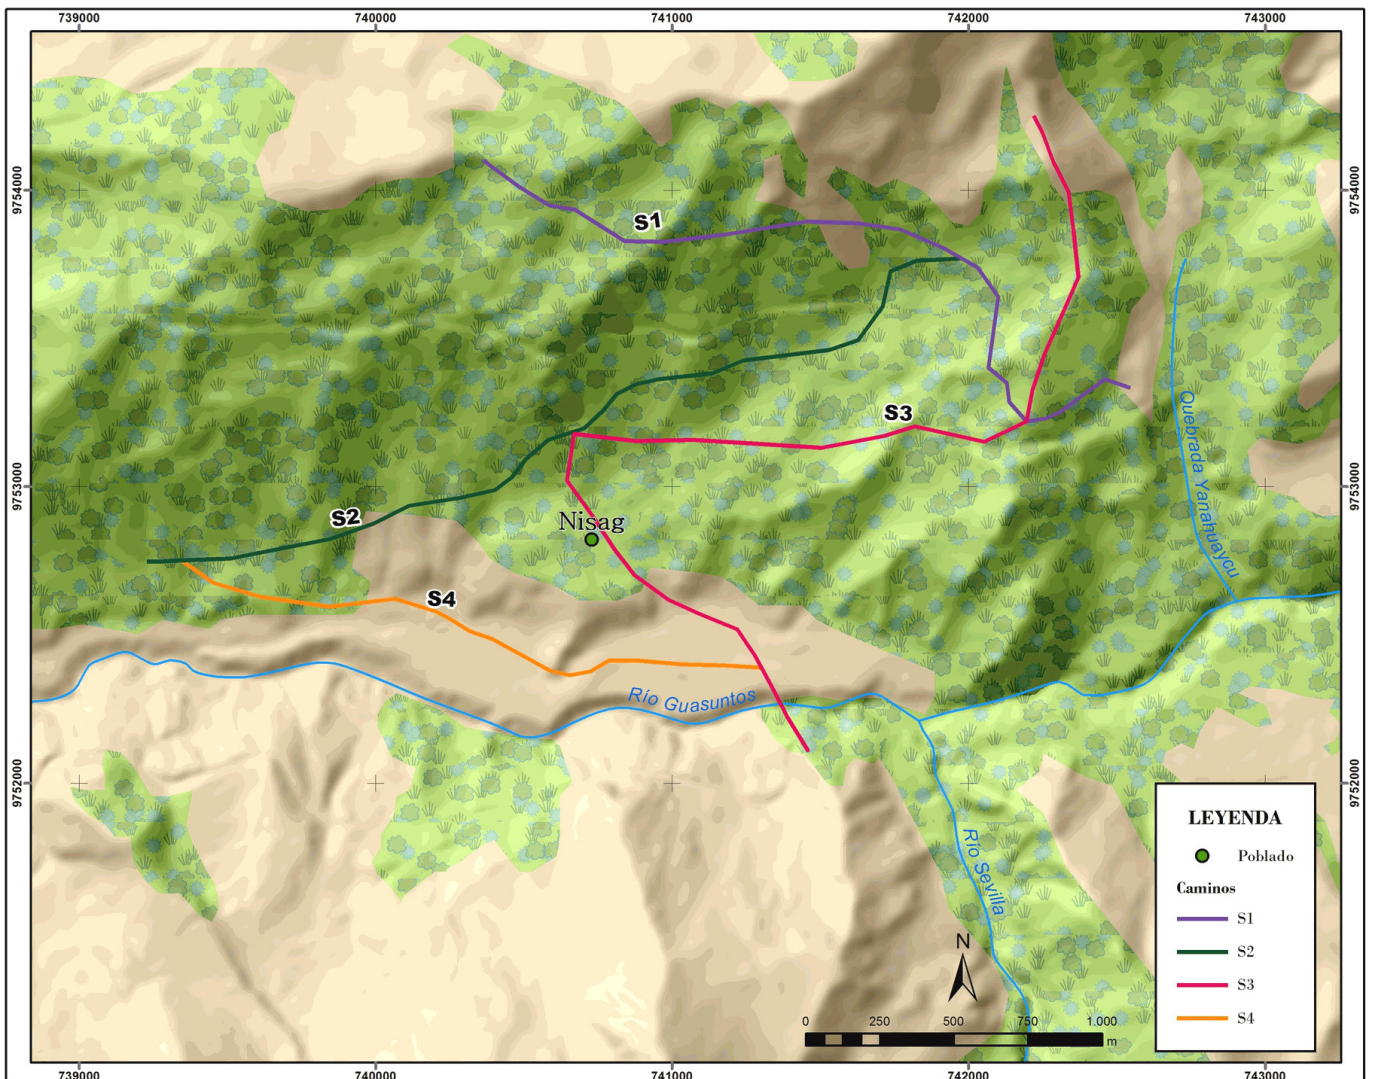 739000 740000 741000 742000 743000
9754000 9754000
S1
S3
Quebrada Yanahuaycu
9753000 9753000
S2
Nisag
S4
Río Guasuntos
9752000 9752000
Río Sevilla
LEYENDA
Poblado
Caminos
S1
S2
S3
S4
N
0 250 500 750 1.000
m
739000 740000 741000 742000 743000